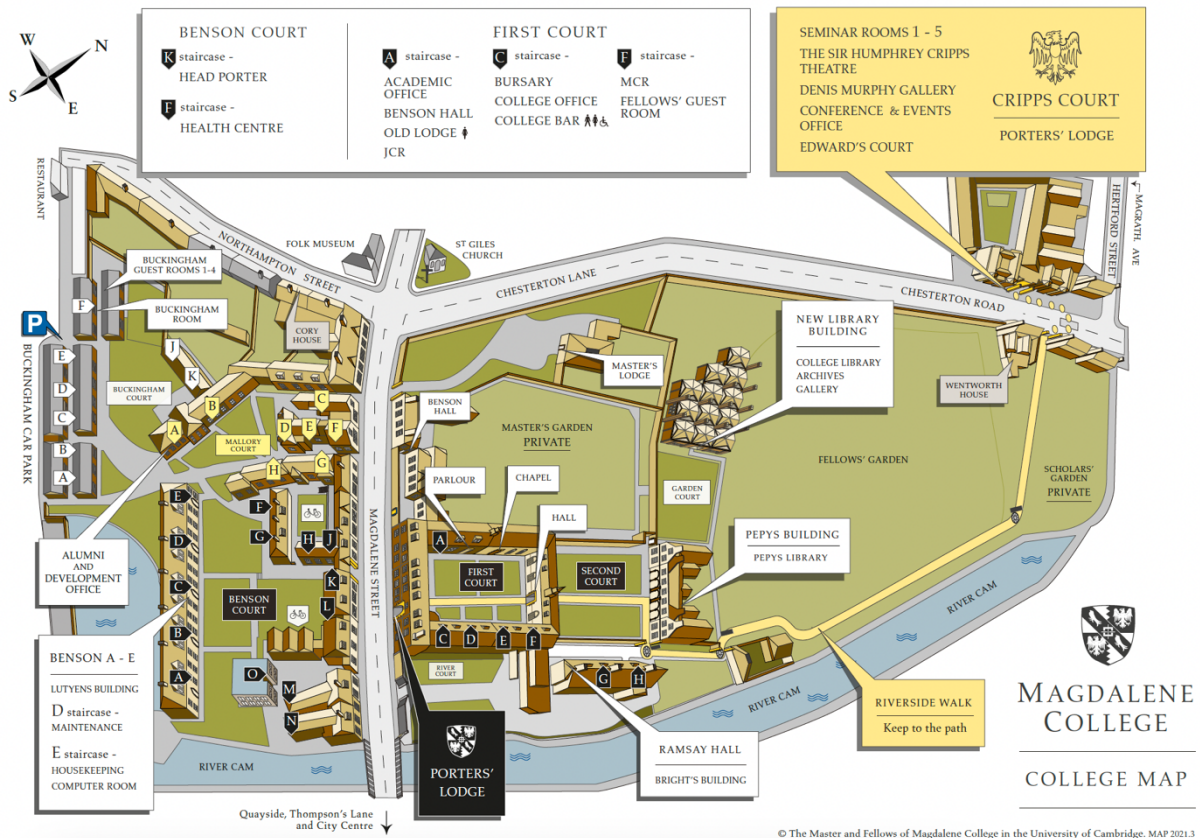 W
N
S
E
BENSON COURT
K staircase -
HEAD PORTER
F staircase -
HEALTH CENTRE
FIRST COURT
A staircase -
ACADEMIC
OFFICE
BENSON HALL
OLD LODGE
JCR
C staircase -
BURSARY
COLLEGE OFFICE
COLLEGE BAR
F staircase -
MCR
FELLOWS' GUEST
ROOM
SEMINAR ROOMS 1 - 5
THE SIR HUMPHREY CRIPPS
THEATRE
DENIS MURPHY GALLERY
CONFERENCE & EVENTS
OFFICE
EDWARD'S COURT
CRIPPS COURT
PORTERS' LODGE
RESTAURANT
NORTHAMPTON STREET
FOLK MUSEUM
ST GILES
CHURCH
CHESTERTON LANE
CHESTERTON ROAD
HERTFORD STREET
MAGRATH AVE
BUCKINGHAM
GUEST ROOMS 1-4
BUCKINGHAM
ROOM
F
P
BUCKINGHAM CAR PARK
E
D
C
B
A
J
K
BUCKINGHAM
COURT
CORY
HOUSE
A
B
C
D
E
F
MALLORY
COURT
H
G
MASTER'S
LODGE
NEW LIBRARY
BUILDING
COLLEGE LIBRARY
ARCHIVES
GALLERY
WENTWORTH
HOUSE
BENSON
HALL
MASTER'S GARDEN
PRIVATE
FELLOWS' GARDEN
SCHOLARS'
GARDEN
PRIVATE
GARDEN
COURT
PARLOUR
CHAPEL
HALL
MAGDALENE STREET
E
D
C
B
A
F
G
H
J
K
L
M
N
O
BENSON
COURT
ALUMNI
AND
DEVELOPMENT
OFFICE
A
FIRST
COURT
SECOND
COURT
C
D
E
F
RIVER
COURT
G
H
PEPYS BUILDING
PEPYS LIBRARY
RIVER CAM
RIVER CAM
RIVER CAM
BENSON A - E
LUTYENS BUILDING
D staircase -
MAINTENANCE
E staircase -
HOUSEKEEPING
COMPUTER ROOM
PORTERS'
LODGE
RAMSAY HALL
BRIGHT'S BUILDING
RIVERSIDE WALK
Keep to the path
MAGDALENE
COLLEGE
COLLEGE MAP
Quayside, Thompson's Lane
and City Centre
© The Master and Fellows of Magdalene College in the University of Cambridge. MAP 2021.3